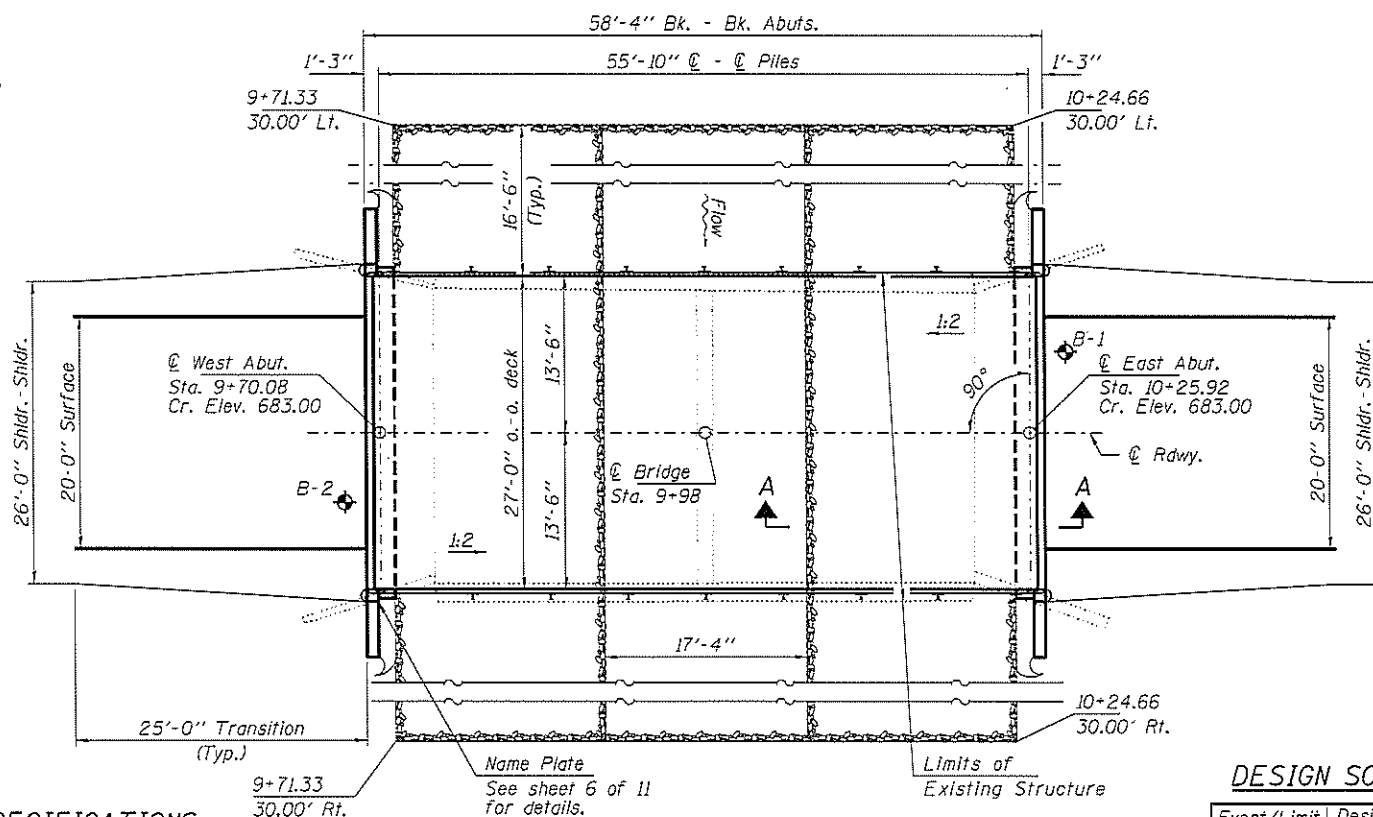 58'-4" Bk. - Bk. Abuts.
1'-3"
55'-10" ℄ - ℄ Piles
1'-3"
9+71.33
30.00' Lt.
10+24.66
30.00' Lt.
16'-6"
(Typ.)
Flow
26'-0" Shldr.-Shldr.
20'-0" Surface
℄ West Abut.
Sta. 9+70.08
Cr. Elev. 683.00
B-2
1:2
27'-0" o.-o. deck
13'-6"
13'-6"
℄ Bridge
Sta. 9+98
1:2
90°
B-1
℄ East Abut.
Sta. 10+25.92
Cr. Elev. 683.00
℄ Rdwy.
A
A
20'-0" Surface
26'-0" Shldr.-Shldr.
17'-4"
25'-0" Transition
(Typ.)
9+71.33
30.00' Rt.
Name Plate
See sheet 6 of 11
for details.
Limits of
Existing Structure
10+24.66
30.00' Rt.
DESIGN SC
Event/Limit Desi